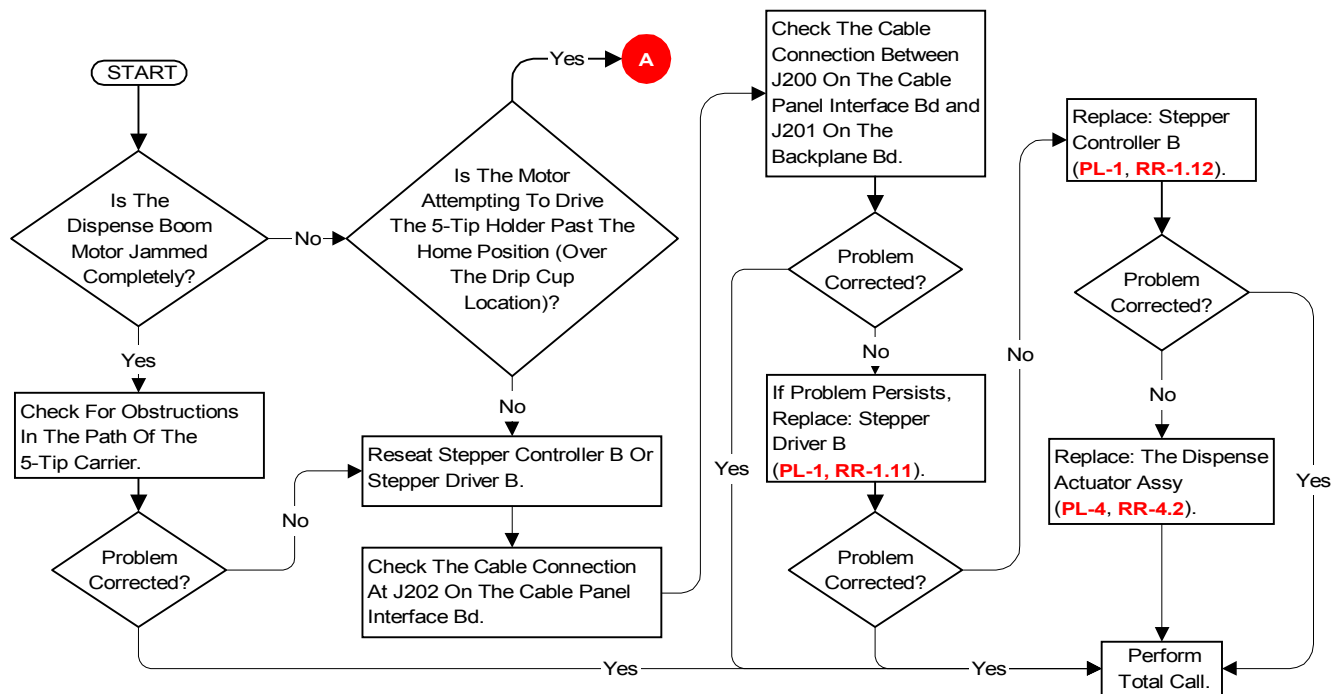 START
Is The
Dispense Boom
Motor Jammed
Completely?
No
Yes
Check For Obstructions
In The Path Of The
5-Tip Carrier.
Problem
Corrected?
No
Yes
Yes
A
Is The Motor
Attempting To Drive
The 5-Tip Holder Past The
Home Position (Over
The Drip Cup
Location)?
No
Reseat Stepper Controller B Or
Stepper Driver B.
Check The Cable Connection
At J202 On The Cable Panel
Interface Bd.
Check The Cable
Connection Between
J200 On The Cable
Panel Interface Bd and
J201 On The
Backplane Bd.
Problem
Corrected?
Yes
No
If Problem Persists,
Replace: Stepper
Driver B
(PL-1, RR-1.11).
Problem
Corrected?
No
Yes
Replace: Stepper
Controller B
(PL-1, RR-1.12).
Problem
Corrected?
No
Yes
Replace: The Dispense
Actuator Assy
(PL-4, RR-4.2).
Perform
Total Call.